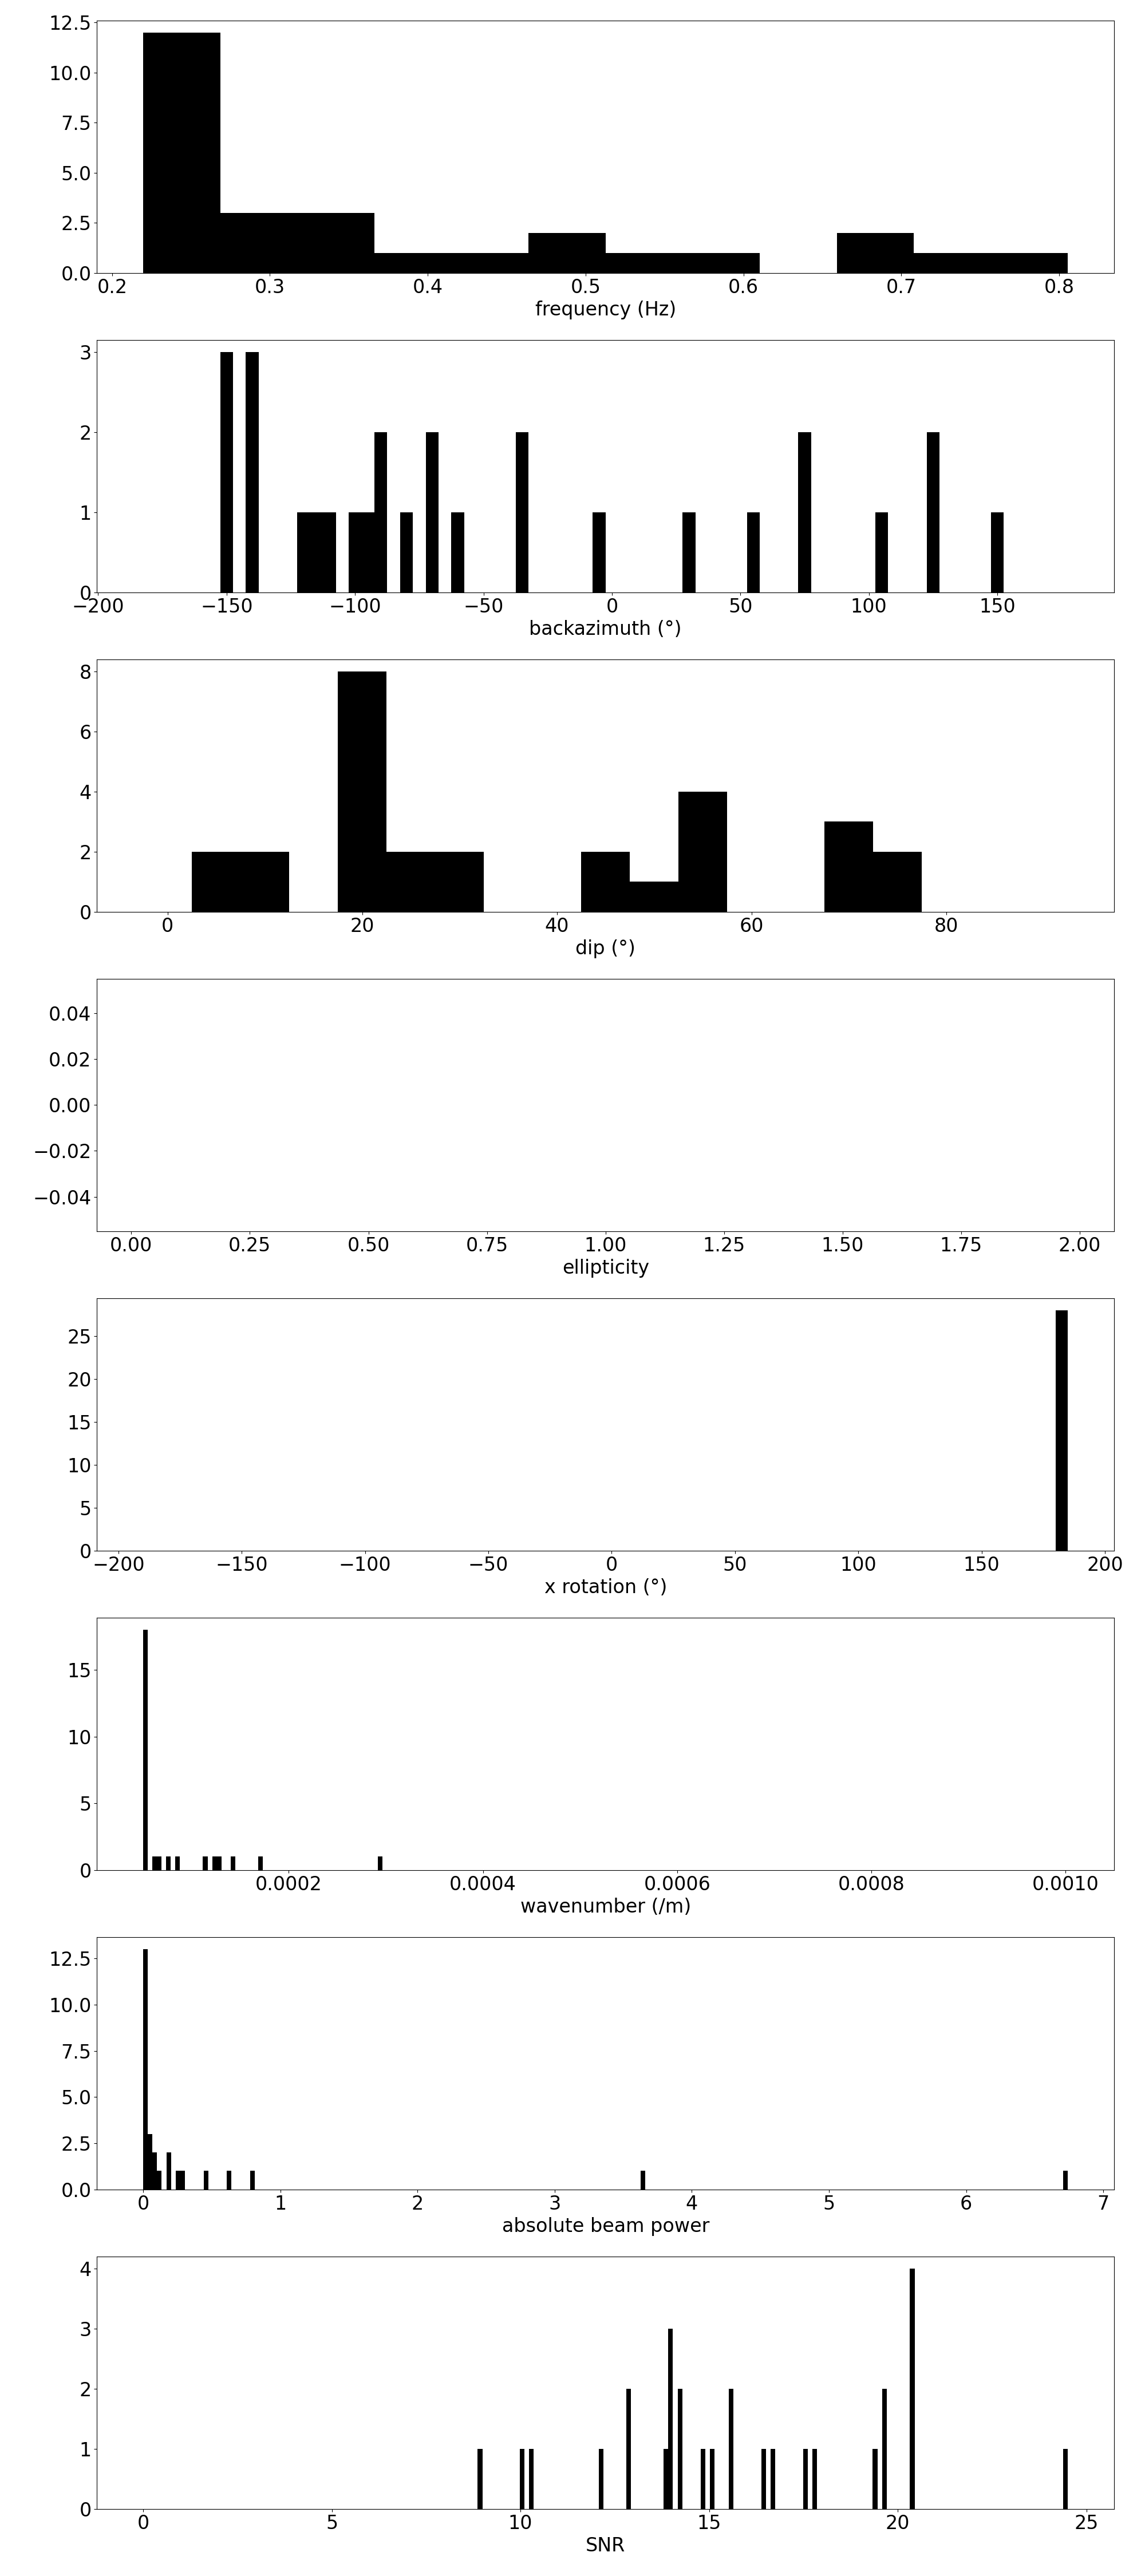 12.5
10.0
7.5
5.0
2.5
0.0
0.2 0.3 0.4 0.5 0.6 0.7 0.8
frequency (Hz)
3
2
1
0
−200 −150 −100 −50 0 50 100 150
backazimuth (°)
8
6
4
2
0
0 20 40 60 80
dip (°)
0.04
0.02
0.00
−0.02
−0.04
0.00 0.25 0.50 0.75 1.00 1.25 1.50 1.75 2.00
ellipticity
25
20
15
10
5
0
−200 −150 −100 −50 0 50 100 150 200
x rotation (°)
15
10
5
0
0.0002 0.0004 0.0006 0.0008 0.0010
wavenumber (/m)
12.5
10.0
7.5
5.0
2.5
0.0
0 1 2 3 4 5 6 7
absolute beam power
4
3
2
1
0
0 5 10 15 20 25
SNR